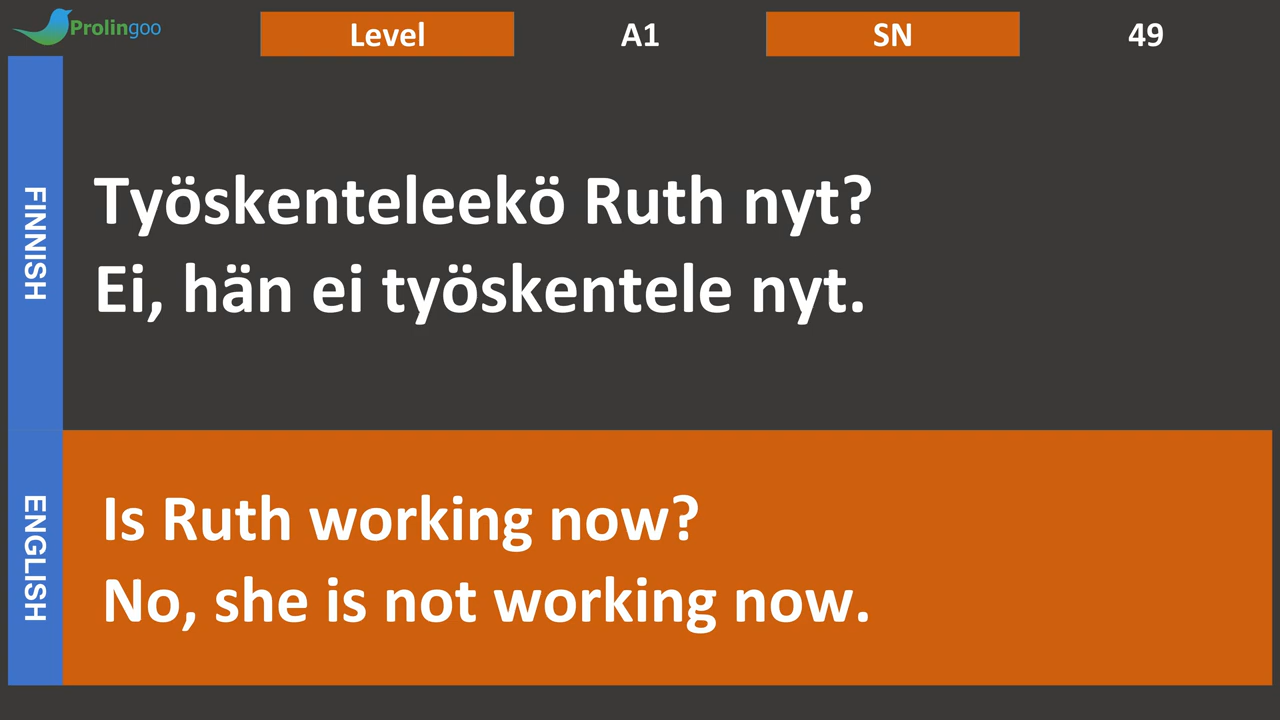 Prolingoo
Level A1 SN 49
FINNISH
Työskenteleekö Ruth nyt?
Ei, hän ei työskentele nyt.
ENGLISH
Is Ruth working now?
No, she is not working now.